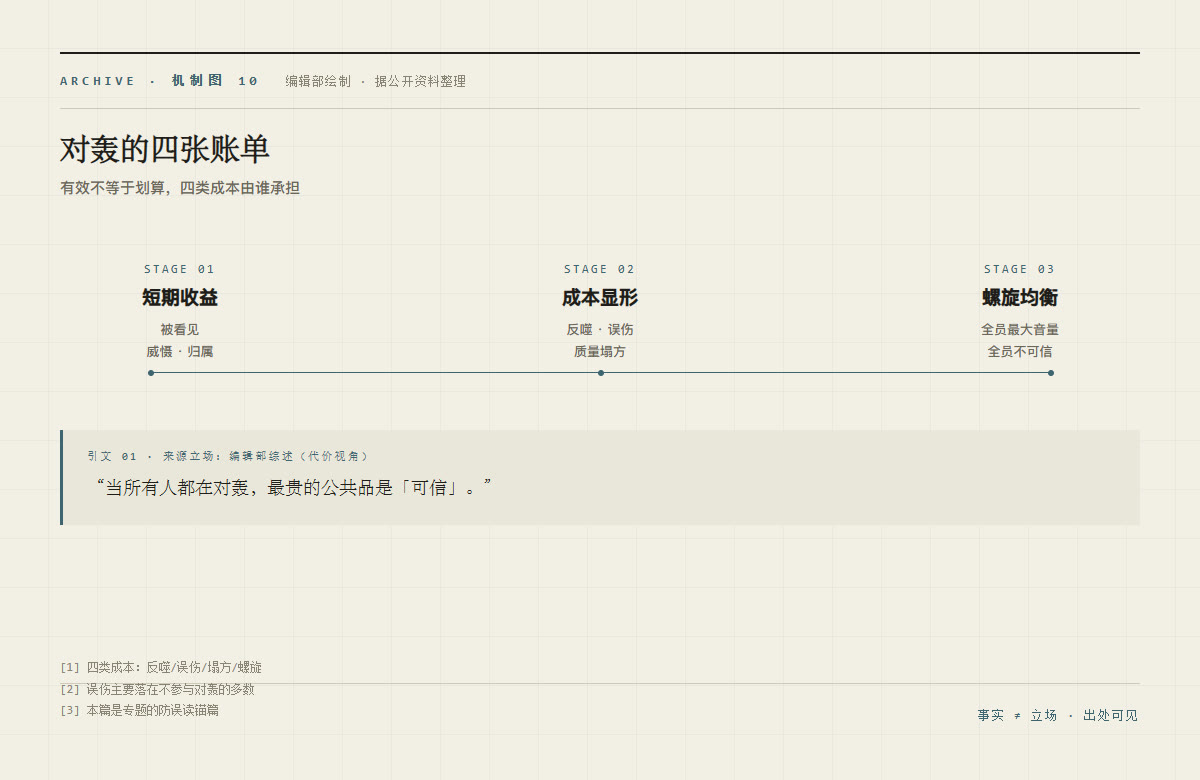 ARCHIVE · 机制图 10 编辑部绘制 · 据公开资料整理
对轰的四张账单
有效不等于划算，四类成本由谁承担
STAGE 01
短期收益
被看见
威慑 · 归属
STAGE 02
成本显形
反噬 · 误伤
质量塌方
STAGE 03
螺旋均衡
全员最大音量
全员不可信
引文 01 · 来源立场：编辑部综述（代价视角）
“当所有人都在对轰，最贵的公共品是「可信」。”
[1] 四类成本：反噬/误伤/塌方/螺旋
[2] 误伤主要落在不参与对轰的多数
[3] 本篇是专题的防误读锚篇
事实 ≠ 立场 · 出处可见